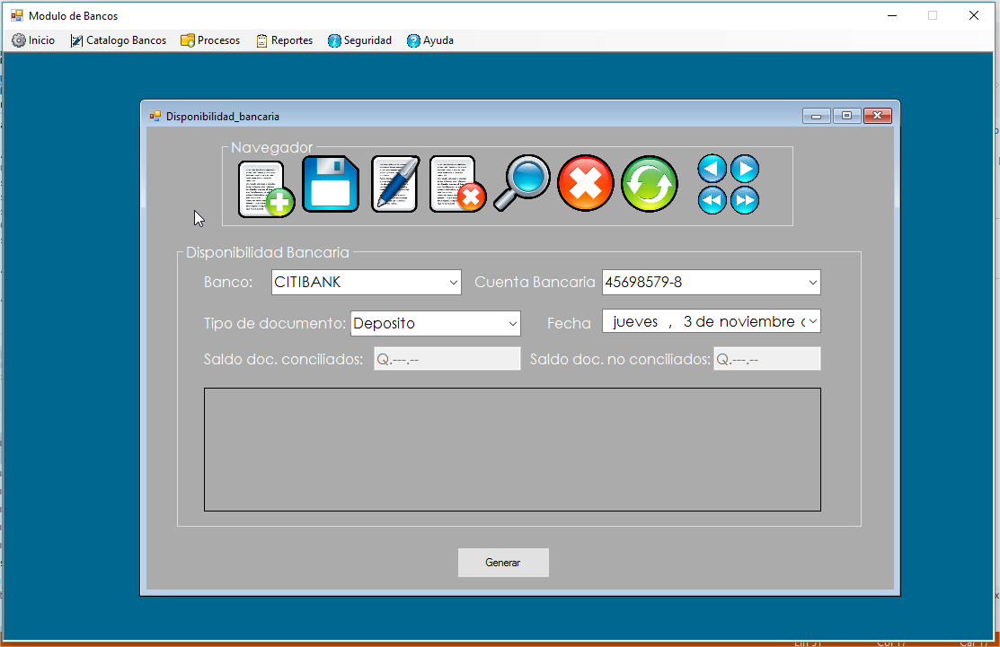 Modulo de Bancos
Inicio Catalogo Bancos Procesos Reportes Seguridad Ayuda
Disponibilidad_bancaria
Navegador
Disponibilidad Bancaria
Banco: CITIBANK Cuenta Bancaria 45698579-8
Tipo de documento: Deposito Fecha jueves , 3 de noviembre
Saldo doc. conciliados: Q.---.-- Saldo doc. no conciliados: Q.---.--
Generar